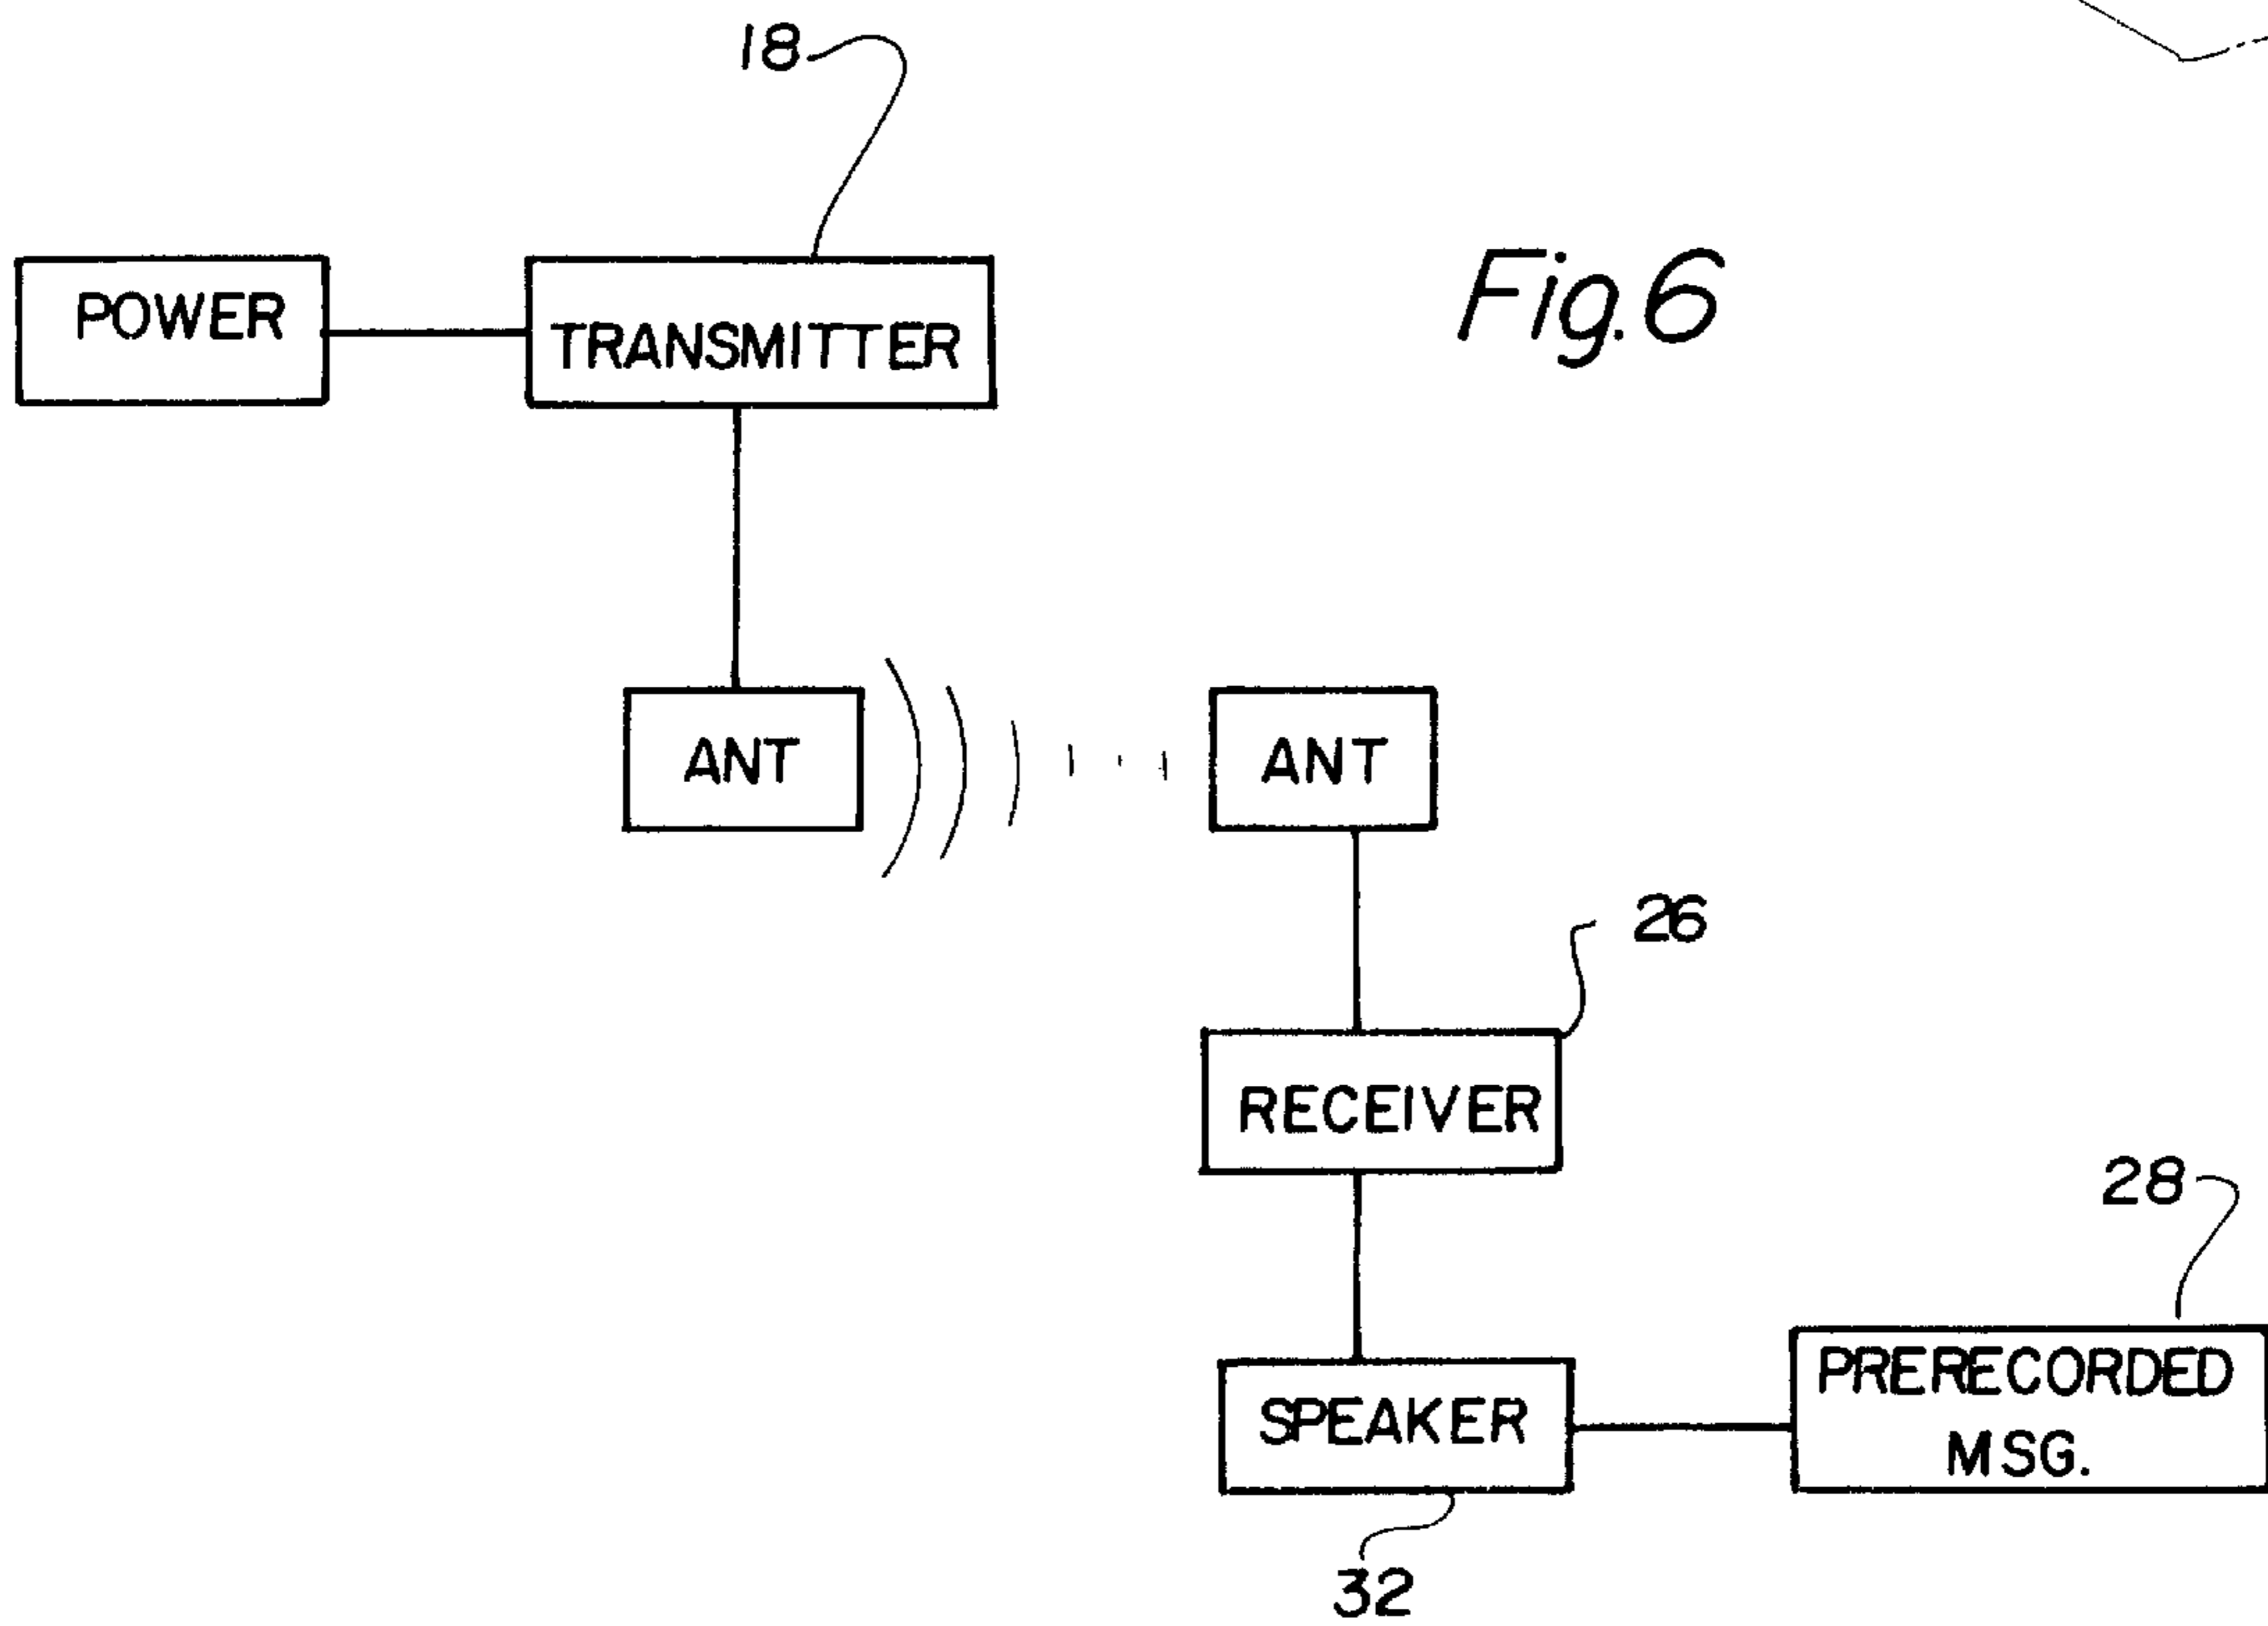 18
POWER
TRANSMITTER
Fig.6
ANT
ANT
26
RECEIVER
28
PRERECORDED
MSG.
SPEAKER
32